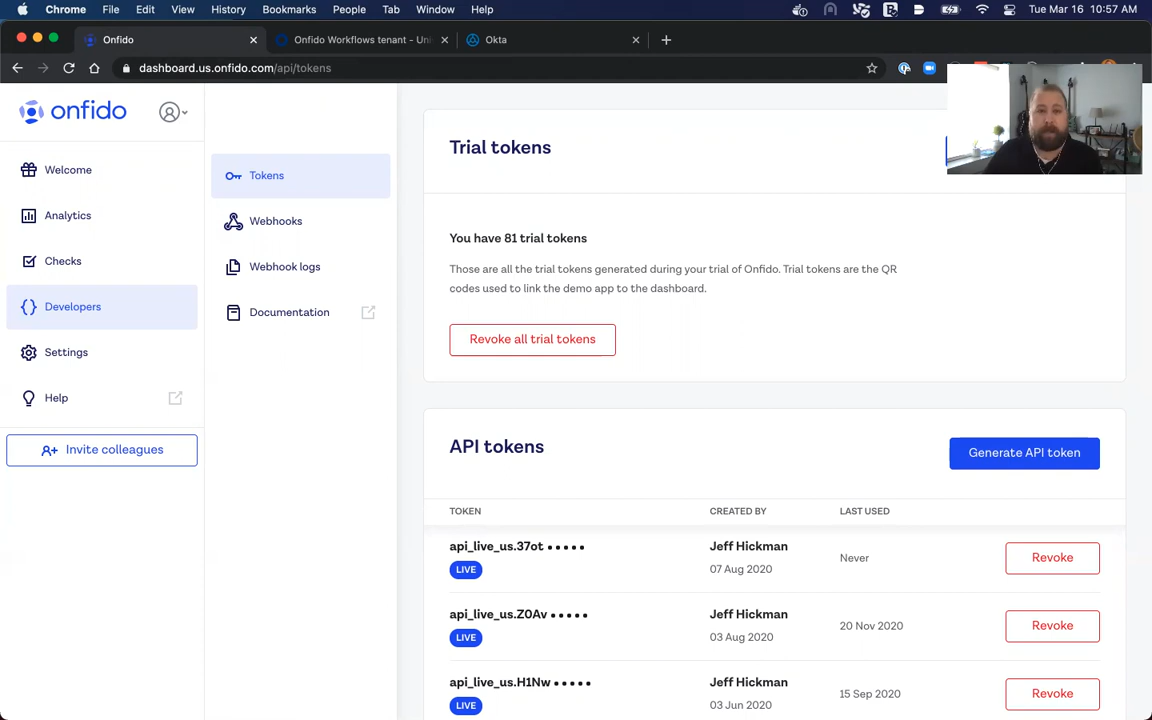 Chrome File Edit View History Bookmarks People Tab Window Help Tue Mar 16 10:57 AM
Onfido Onfido Workflows tenant - Un Okta
dashboard.us.onfido.com/api/tokens
onfido
Welcome
Analytics
Checks
Developers
Settings
Help
Invite colleagues
Tokens
Webhooks
Webhook logs
Documentation
Trial tokens
You have 81 trial tokens
Those are all the trial tokens generated during your trial of Onfido. Trial tokens are the QR
codes used to link the demo app to the dashboard.
Revoke all trial tokens
API tokens
Generate API token
TOKEN CREATED BY LAST USED
api_live_us.37ot ••••• Jeff Hickman Never Revoke
LIVE 07 Aug 2020
api_live_us.Z0Av ••••• Jeff Hickman 20 Nov 2020 Revoke
LIVE 03 Aug 2020
api_live_us.H1Nw ••••• Jeff Hickman 15 Sep 2020 Revoke
LIVE 03 Jun 2020